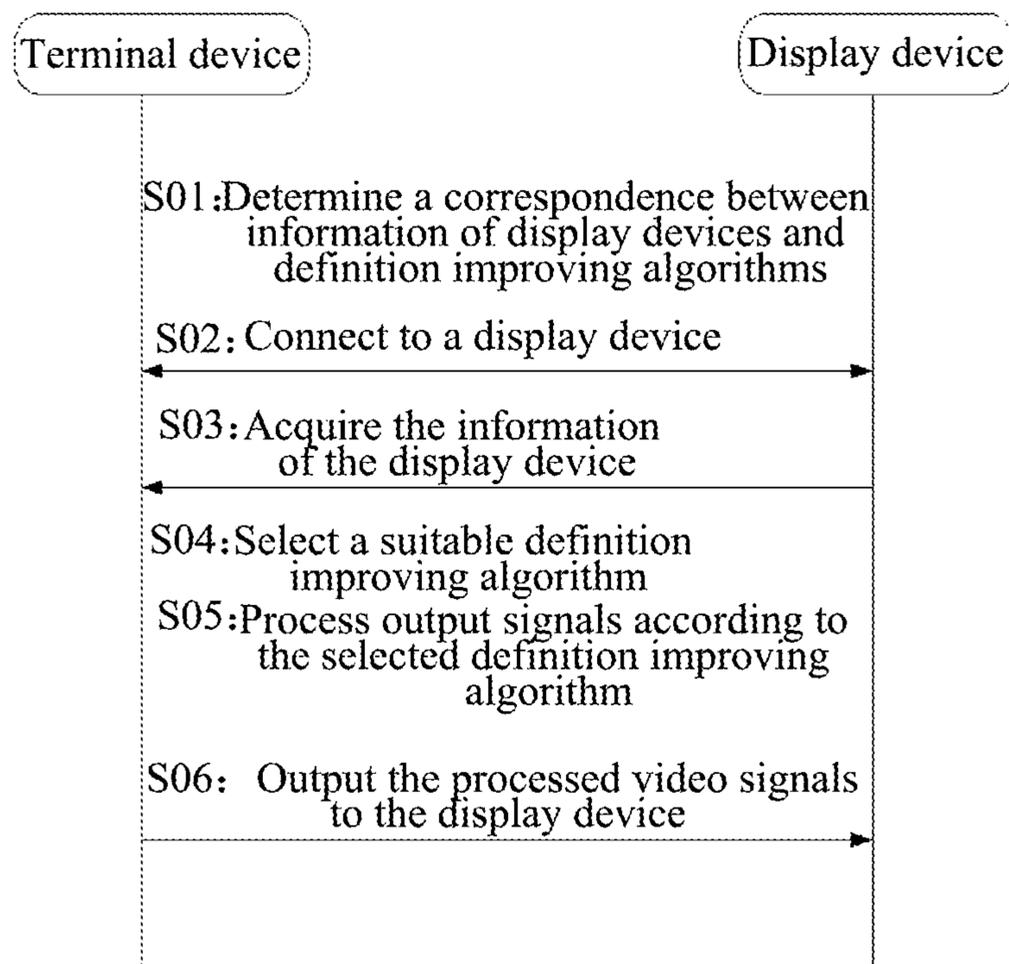 Terminal device
Display device
S01:Determine a correspondence between
information of display devices and
definition improving algorithms
S02: Connect to a display device
S03:Acquire the information
of the display device
S04:Select a suitable definition
improving algorithm
S05:Process output signals according to
the selected definition improving
algorithm
S06: Output the processed video signals
to the display device